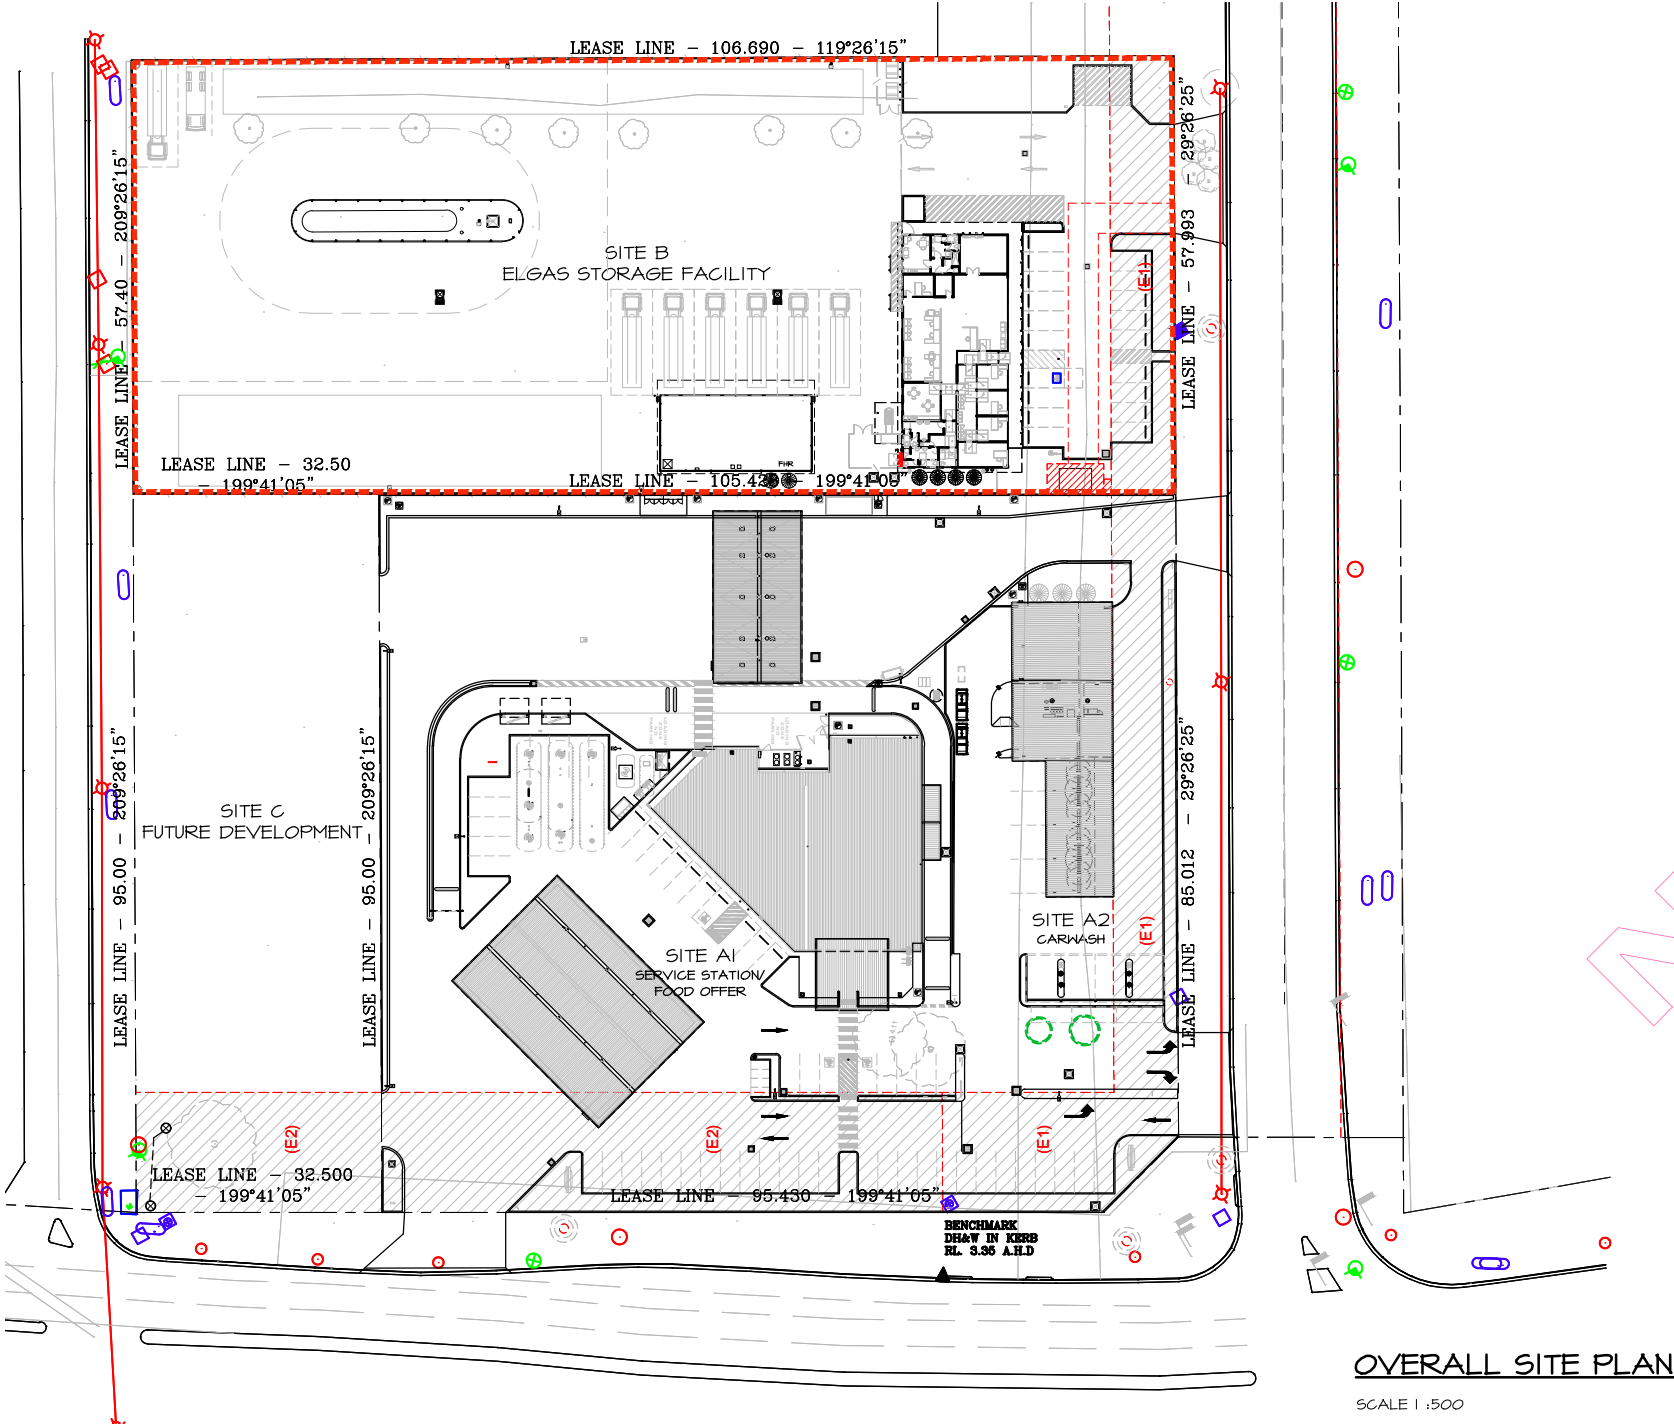 LEASE LINE - 106.690 - 119°26'15"
LEASE LINE - 57.40 - 209°26'15"
LEASE LINE - 57.993 - 29°26'25"
SITE B
ELGAS STORAGE FACILITY
(E1)
FHR
LEASE LINE - 32.50
- 199°41'05"
LEASE LINE - 105.42 - 199°41'05"
LEASE LINE - 95.00 - 209°26'15"
LEASE LINE - 95.00 - 209°26'15"
LEASE LINE - 85.012 - 29°26'25"
SITE C
FUTURE DEVELOPMENT
SITE A1
SERVICE STATION/
FOOD OFFER
SITE A2
CARWASH
(E1)
(E2)
(E2)
(E1)
3
LEASE LINE - 32.500
- 199°41'05"
LEASE LINE - 95.430 - 199°41'05"
BENCHMARK
DH&W IN KERB
RL. 3.35 A.H.D
OVERALL SITE PLAN
SCALE 1 :500